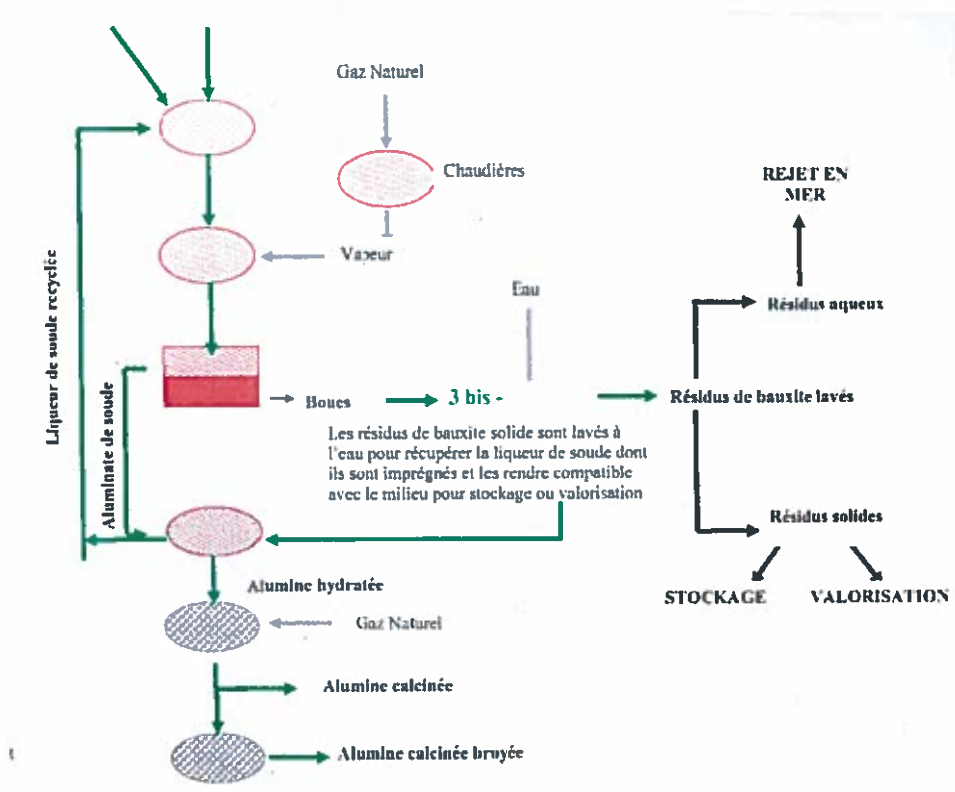 Gaz Naturel
Chaudières
REJET EN
MER
Liqueur de soude recyclée
Vapeur
Eau
Résidus aqueux
Aluminate de soude
Boues
3 bis -
Résidus de bauxite lavés
Les résidus de bauxite solide sont lavés à
l'eau pour récupérer la liqueur de soude dont
ils sont imprégnés et les rendre compatible
avec le milieu pour stockage ou valorisation
Résidus solides
Alumine hydratée
STOCKAGE
VALORISATION
Gaz Naturel
Alumine calcinée
Alumine calcinée broyée